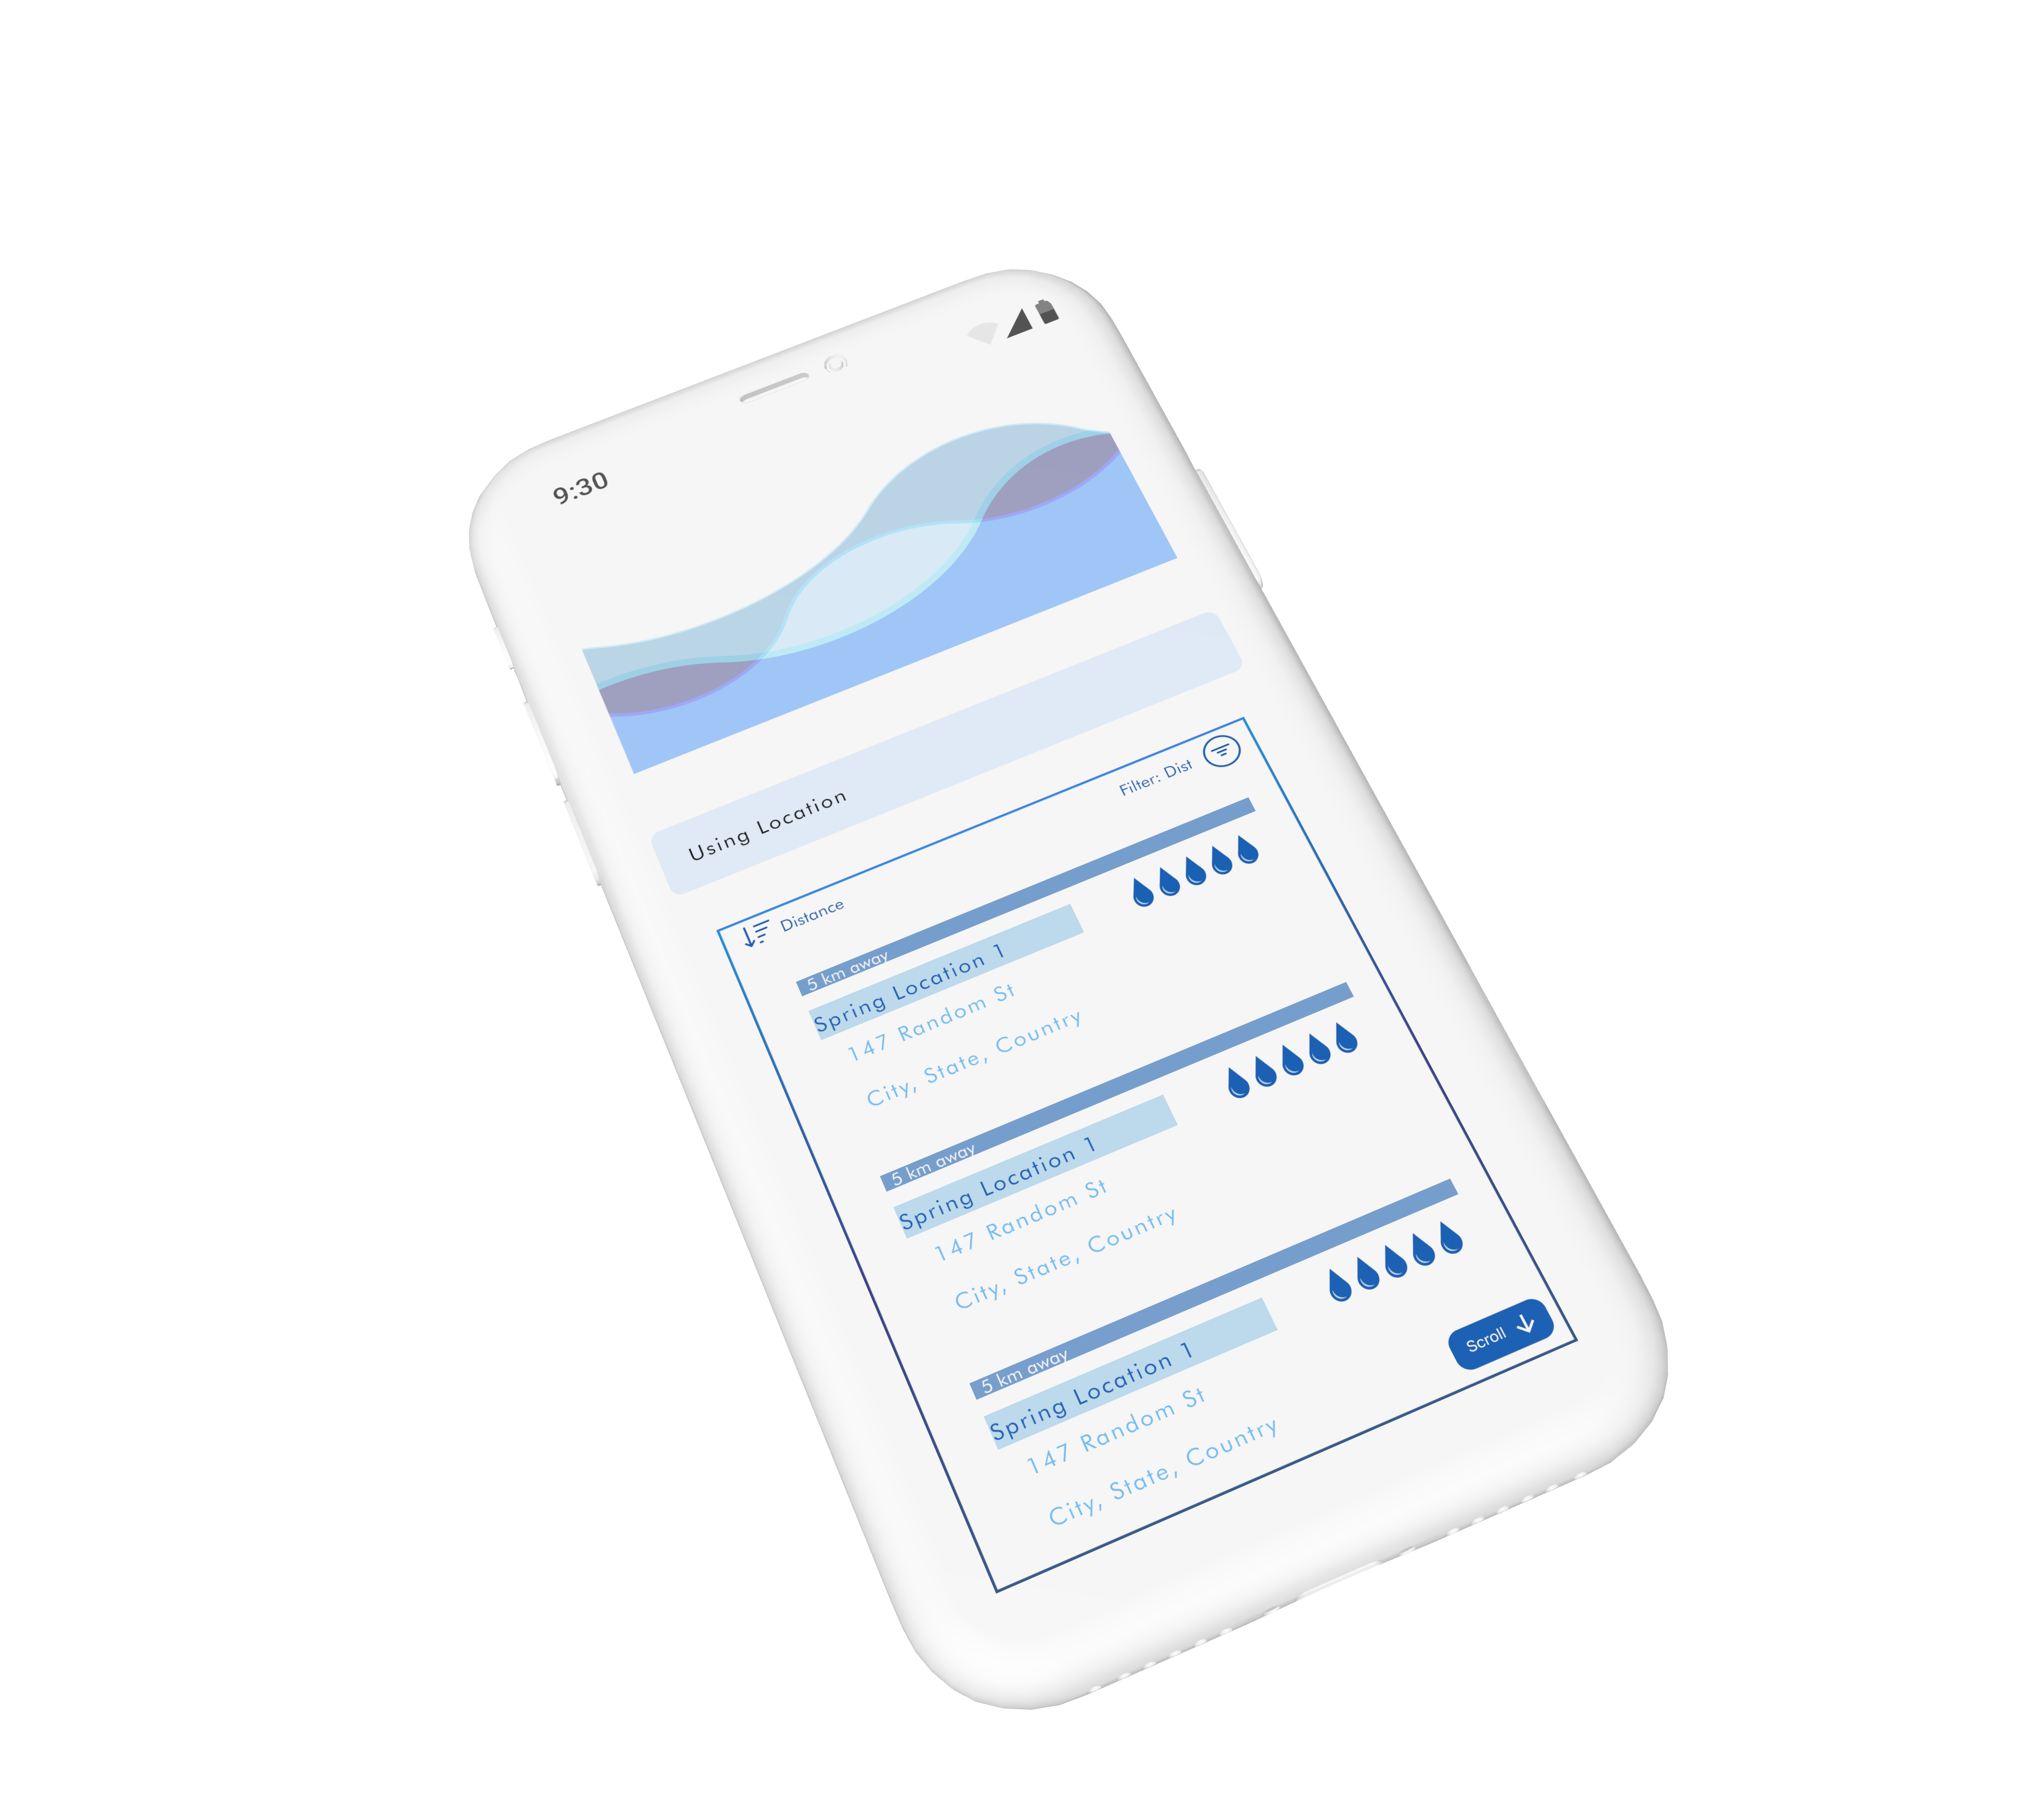 9:30
Using Location
Distance
Filter: Dist
5 km away
Spring Location 1
147 Random St
City, State, Country
5 km away
Spring Location 1
147 Random St
City, State, Country
5 km away
Spring Location 1
147 Random St
City, State, Country
Scroll